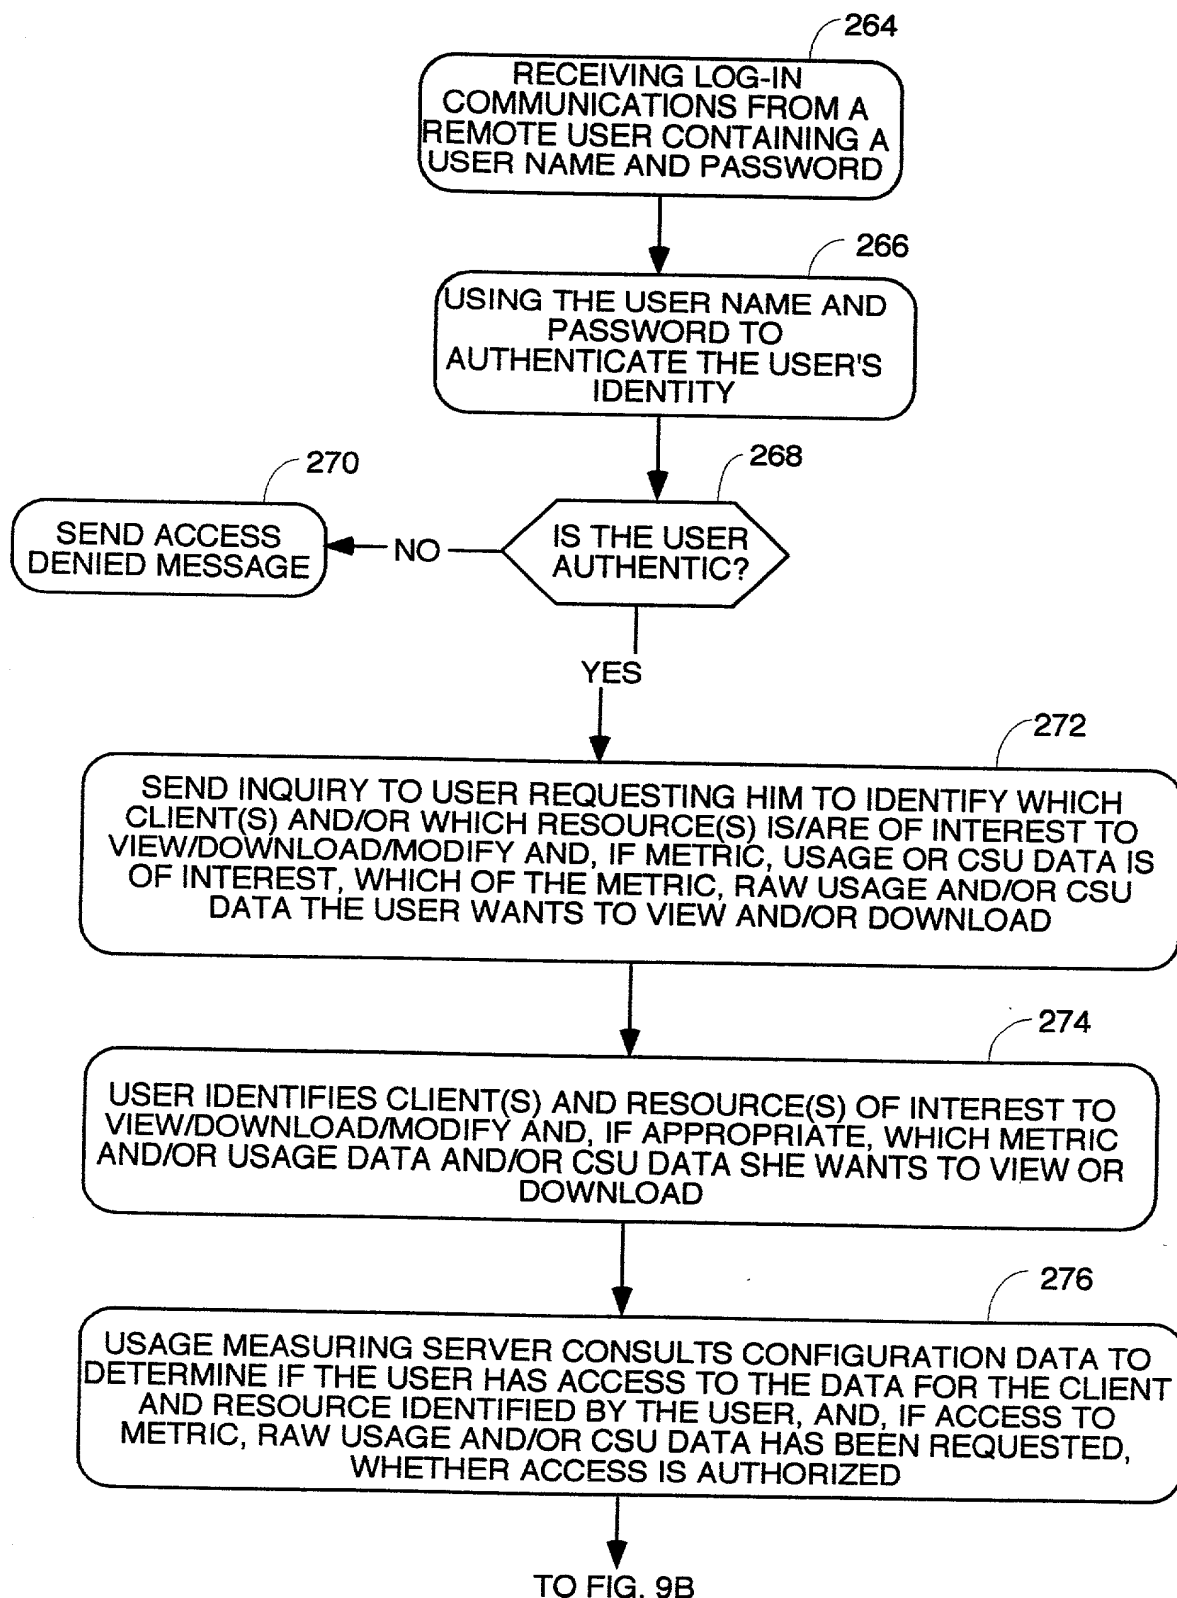 264
RECEIVING LOG-IN
COMMUNICATIONS FROM A
REMOTE USER CONTAINING A
USER NAME AND PASSWORD
266
USING THE USER NAME AND
PASSWORD TO
AUTHENTICATE THE USER'S
IDENTITY
268
IS THE USER
AUTHENTIC?
NO
270
SEND ACCESS
DENIED MESSAGE
YES
272
SEND INQUIRY TO USER REQUESTING HIM TO IDENTIFY WHICH
CLIENT(S) AND/OR WHICH RESOURCE(S) IS/ARE OF INTEREST TO
VIEW/DOWNLOAD/MODIFY AND, IF METRIC, USAGE OR CSU DATA IS
OF INTEREST, WHICH OF THE METRIC, RAW USAGE AND/OR CSU
DATA THE USER WANTS TO VIEW AND/OR DOWNLOAD
274
USER IDENTIFIES CLIENT(S) AND RESOURCE(S) OF INTEREST TO
VIEW/DOWNLOAD/MODIFY AND, IF APPROPRIATE, WHICH METRIC
AND/OR USAGE DATA AND/OR CSU DATA SHE WANTS TO VIEW OR
DOWNLOAD
276
USAGE MEASURING SERVER CONSULTS CONFIGURATION DATA TO
DETERMINE IF THE USER HAS ACCESS TO THE DATA FOR THE CLIENT
AND RESOURCE IDENTIFIED BY THE USER, AND, IF ACCESS TO
METRIC, RAW USAGE AND/OR CSU DATA HAS BEEN REQUESTED,
WHETHER ACCESS IS AUTHORIZED
TO FIG. 9B